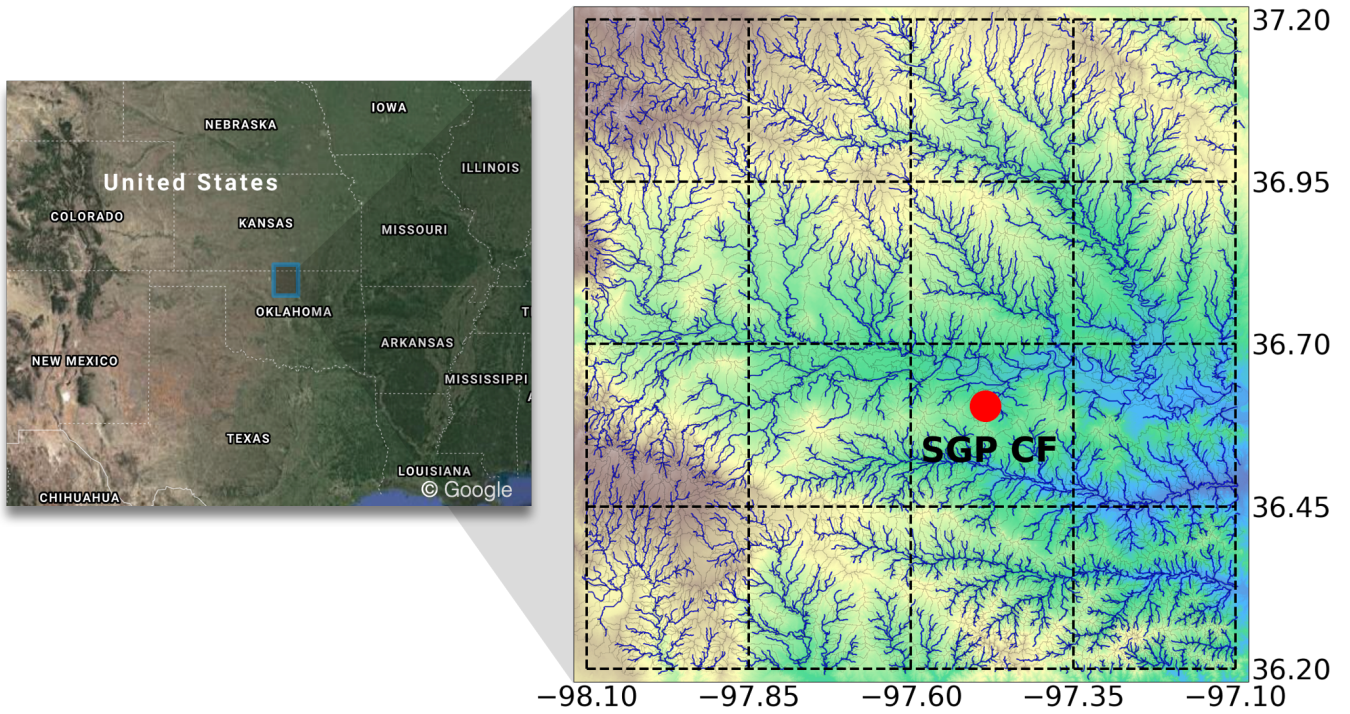 IOWA
NEBRASKA
ILLINOIS
United States
COLORADO
KANSAS
MISSOURI
OKLAHOMA
T
ARKANSAS
NEW MEXICO
MISSISSIPPI
A
TEXAS
LOUISIANA
CHIHUAHUA
© Google
37.20
36.95
36.70
SGP CF
36.45
36.20
−98.10 −97.85 −97.60 −97.35 −97.10